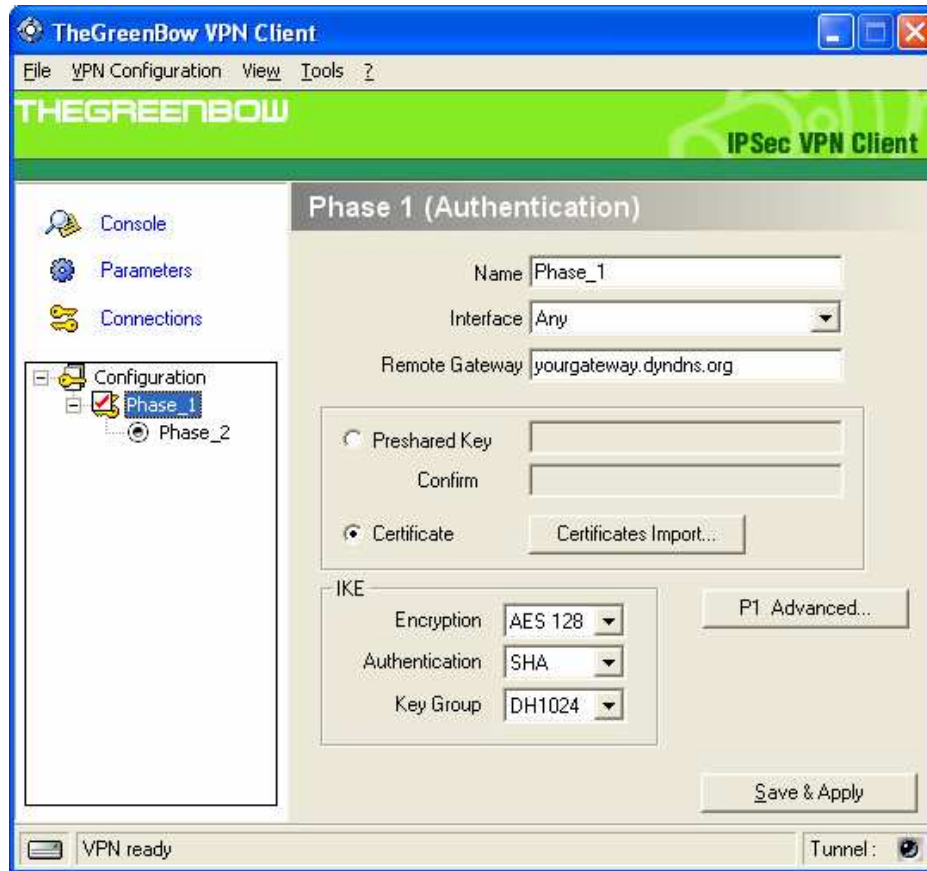 TheGreenBow VPN Client
File VPN Configuration View Tools ?
THEGREENBOW
IPSec VPN Client
Console
Parameters
Connections
Configuration
Phase_1
Phase_2
Phase 1 (Authentication)
Name Phase_1
Interface Any
Remote Gateway yourgateway.dyndns.org
Preshared Key
Confirm
Certificate Certificates Import...
IKE
Encryption AES 128
Authentication SHA
Key Group DH1024
P1 Advanced...
Save & Apply
VPN ready Tunnel :